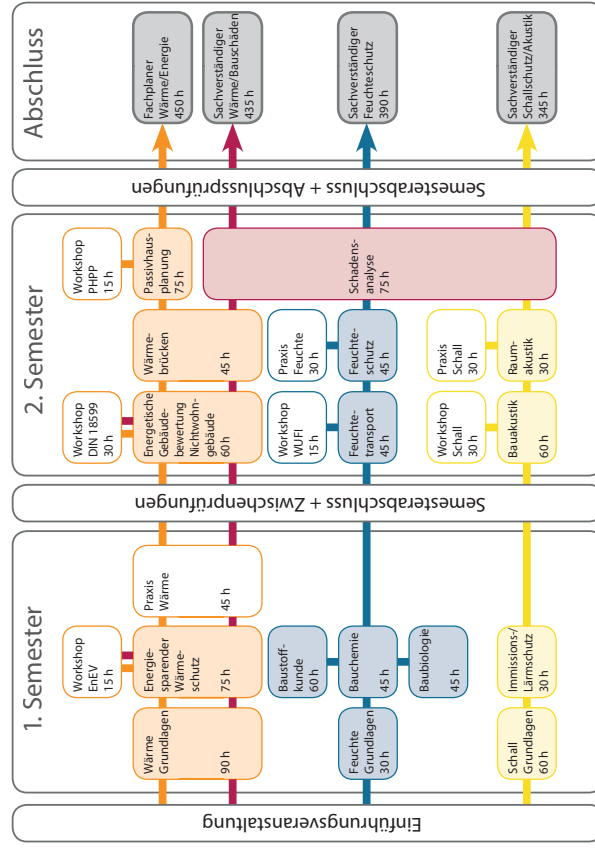 Einführungsveranstaltung
1. Semester
Wärme
Grundlagen
90 h
Workshop
EnEV
15 h
Energie-
sparender
Wärme-
schutz
75 h
Praxis
Wärme
45 h
Feuchte
Grundlagen
30 h
Baustoff-
kunde
60 h
Bauchemie
45 h
Baubiologie
45 h
Schall
Grundlagen
60 h
Immissions-/
Lärmschutz
30 h
Semesterabschluss + Zwischenprüfungen
2. Semester
Workshop
DIN 18599
30 h
Energetische
Gebäude-
bewertung
Nichtwohn-
gebäude
60 h
Wärme-
brücken
45 h
Workshop
PHPP
15 h
Passivhaus-
planung
75 h
Workshop
WUFI
15 h
Feuchte-
transport
45 h
Praxis
Feuchte
30 h
Feuchte-
schutz
45 h
Schadens-
analyse
75 h
Workshop
Schall
30 h
Bauakustik
60 h
Praxis
Schall
30 h
Raum-
akustik
30 h
Semesterabschluss + Abschlussprüfungen
Abschluss
Fachplaner
Wärme/Energie
450 h
Sachverständiger
Wärme/Bauschäden
435 h
Sachverständiger
Feuchteschutz
390 h
Sachverständiger
Schallschutz/Akustik
345 h